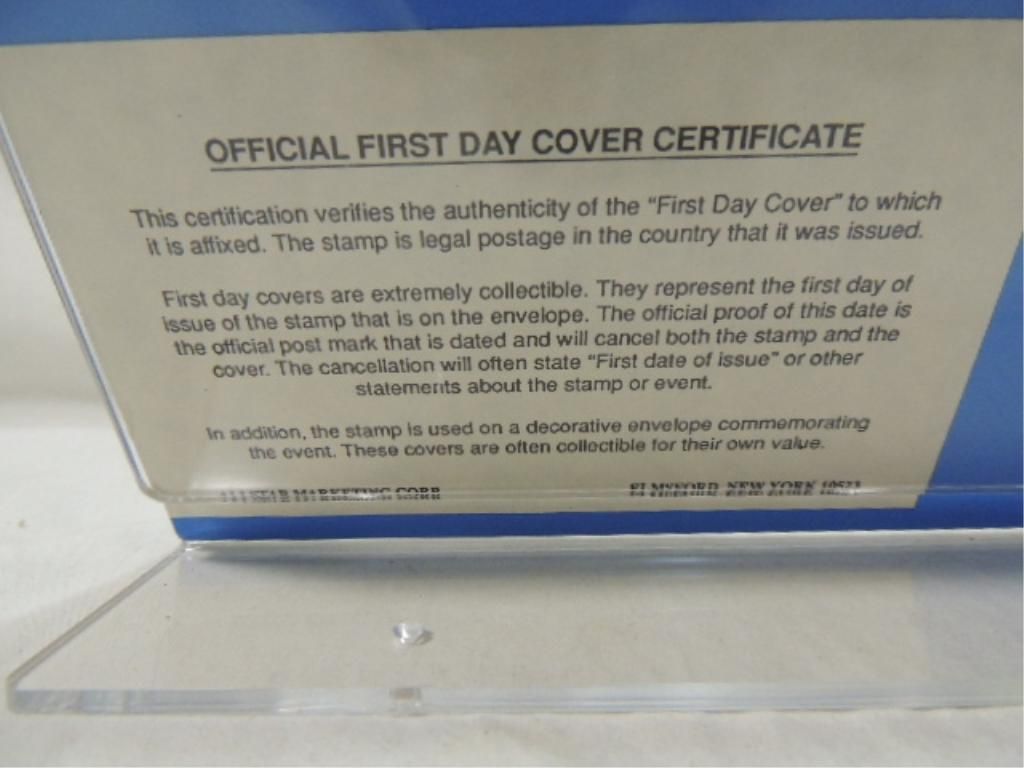 OFFICIAL FIRST DAY COVER CERTIFICATE
This certification verifies the authenticity of the "First Day Cover" to which
it is affixed. The stamp is legal postage in the country that it was issued.
First day covers are extremely collectible. They represent the first day of
issue of the stamp that is on the envelope. The official proof of this date is
the official post mark that is dated and will cancel both the stamp and the
cover. The cancellation will often state "First date of issue" or other
statements about the stamp or event.
In addition, the stamp is used on a decorative envelope commemorating
the event. These covers are often collectible for their own value.
MARKETING CORP ELMSFORD, NEW YORK 10523